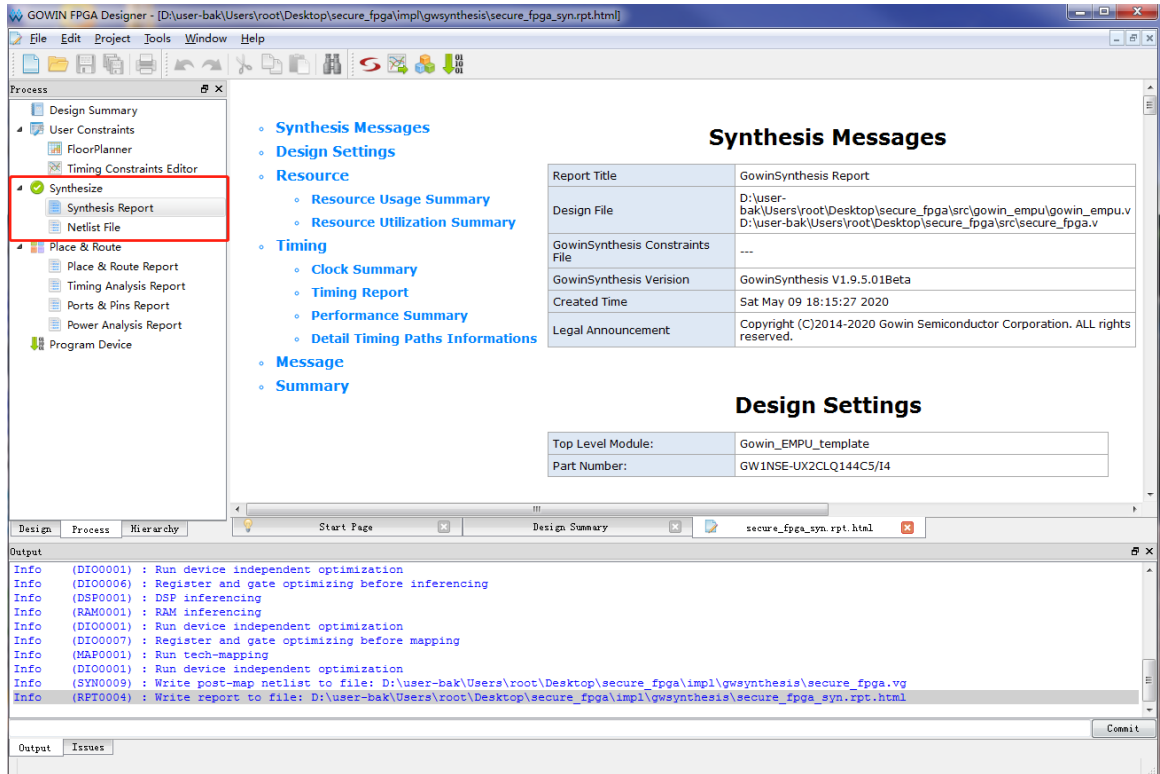 GOWIN FPGA Designer - [D:\user-bak\Users\root\Desktop\secure_fpga\impl\gwsynthesis\secure_fpga_syn.rpt.html]
File Edit Project Tools Window Help
Process
Design Summary
User Constraints
FloorPlanner
Timing Constraints Editor
Synthesize
Synthesis Report
Netlist File
Place & Route
Place & Route Report
Timing Analysis Report
Ports & Pins Report
Power Analysis Report
Program Device
Design Process Hierarchy
Synthesis Messages
Design Settings
Resource
Resource Usage Summary
Resource Utilization Summary
Timing
Clock Summary
Timing Report
Performance Summary
Detail Timing Paths Informations
Message
Summary
Synthesis Messages
Report Title GowinSynthesis Report
Design File D:\user-
bak\Users\root\Desktop\secure_fpga\src\gowin_empu\gowin_empu.v
D:\user-bak\Users\root\Desktop\secure_fpga\src\secure_fpga.v
GowinSynthesis Constraints
File ---
GowinSynthesis Verision GowinSynthesis V1.9.5.01Beta
Created Time Sat May 09 18:15:27 2020
Legal Announcement Copyright (C)2014-2020 Gowin Semiconductor Corporation. ALL rights
reserved.
Design Settings
Top Level Module: Gowin_EMPU_template
Part Number: GW1NSE-UX2CLQ144C5/I4
Start Page Design Summary secure_fpga_syn.rpt.html
Output
Info (DIO0001) : Run device independent optimization
Info (DIO0006) : Register and gate optimizing before inferencing
Info (DSP0001) : DSP inferencing
Info (RAM0001) : RAM inferencing
Info (DIO0001) : Run device independent optimization
Info (DIO0007) : Register and gate optimizing before mapping
Info (MAP0001) : Run tech-mapping
Info (DIO0001) : Run device independent optimization
Info (SYN0009) : Write post-map netlist to file: D:\user-bak\Users\root\Desktop\secure_fpga\impl\gwsynthesis\secure_fpga.vg
Info (RPT0004) : Write report to file: D:\user-bak\Users\root\Desktop\secure_fpga\impl\gwsynthesis\secure_fpga_syn.rpt.html
Commit
Output Issues